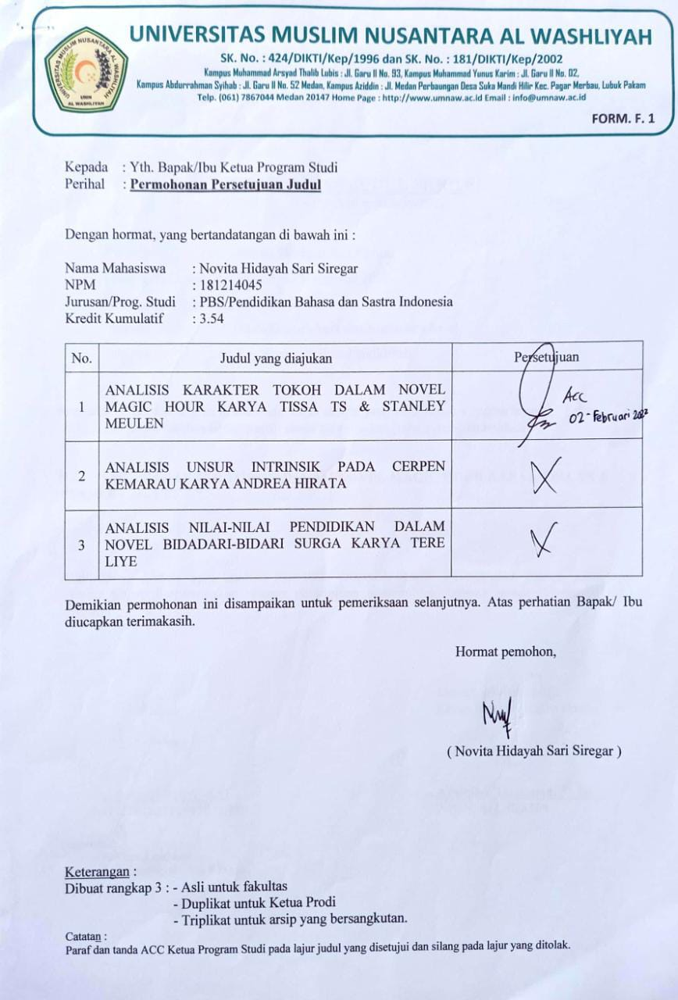 UNIVERSITAS MUSLIM NUSANTARA AL WASHLIYAH
SK. No. : 424/DIKTI/Kep/1996 dan SK. No. : 181/DIKTI/Kep/2002
Kampus Muhammad Arsyad Thalib Lubis : Jl. Garu II No. 93, Kampus Muhammad Yunus Karim : Jl. Garu II No. 02,
Kampus Abdurrahman Syihab : Jl. Garu II No. 52 Medan, Kampus Aziddin : Jl. Medan Perbaungan Desa Suka Mandi Hilir Kec. Pagar Merbau, Lubuk Pakam
Telp. (061) 7867044 Medan 20147 Home Page : http://www.umnaw.ac.id Email : info@umnaw.ac.id
UNIVERSITAS MUSLIM NUSANTARA AL WASHLIYAH
UMN
AL WASHLIYAH
FORM. F. 1
Kepada : Yth. Bapak/Ibu Ketua Program Studi
Perihal : Permohonan Persetujuan Judul
Dengan hormat, yang bertandatangan di bawah ini :
Nama Mahasiswa : Novita Hidayah Sari Siregar
NPM : 181214045
Jurusan/Prog. Studi : PBS/Pendidikan Bahasa dan Sastra Indonesia
Kredit Kumulatif : 3.54
No. Judul yang diajukan Persetujuan
1 ANALISIS KARAKTER TOKOH DALAM NOVEL
MAGIC HOUR KARYA TISSA TS & STANLEY
MEULEN
Acc
02-Februari 2022
2 ANALISIS UNSUR INTRINSIK PADA CERPEN
KEMARAU KARYA ANDREA HIRATA
3 ANALISIS NILAI-NILAI PENDIDIKAN DALAM
NOVEL BIDADARI-BIDARI SURGA KARYA TERE
LIYE
Demikian permohonan ini disampaikan untuk pemeriksaan selanjutnya. Atas perhatian Bapak/ Ibu
diucapkan terimakasih.
Hormat pemohon,
( Novita Hidayah Sari Siregar )
Keterangan :
Dibuat rangkap 3 : - Asli untuk fakultas
- Duplikat untuk Ketua Prodi
- Triplikat untuk arsip yang bersangkutan.
Catatan :
Paraf dan tanda ACC Ketua Program Studi pada lajur judul yang disetujui dan silang pada lajur yang ditolak.